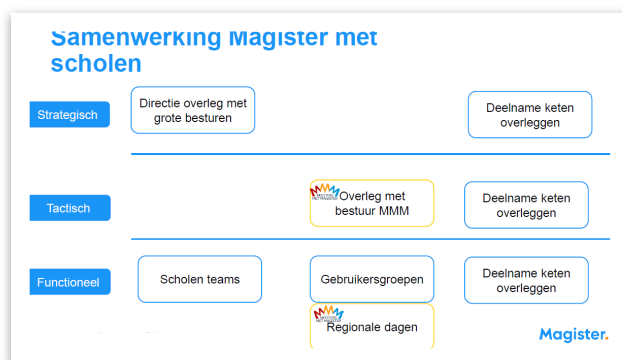 Samenwerking Magister met
scholen
Strategisch
Directie overleg met
grote besturen
Deelname keten
overleggen
Tactisch
Overleg met
bestuur MMM
Deelname keten
overleggen
Functioneel
Scholen teams
Gebruikersgroepen
Deelname keten
overleggen
Regionale dagen
Magister.